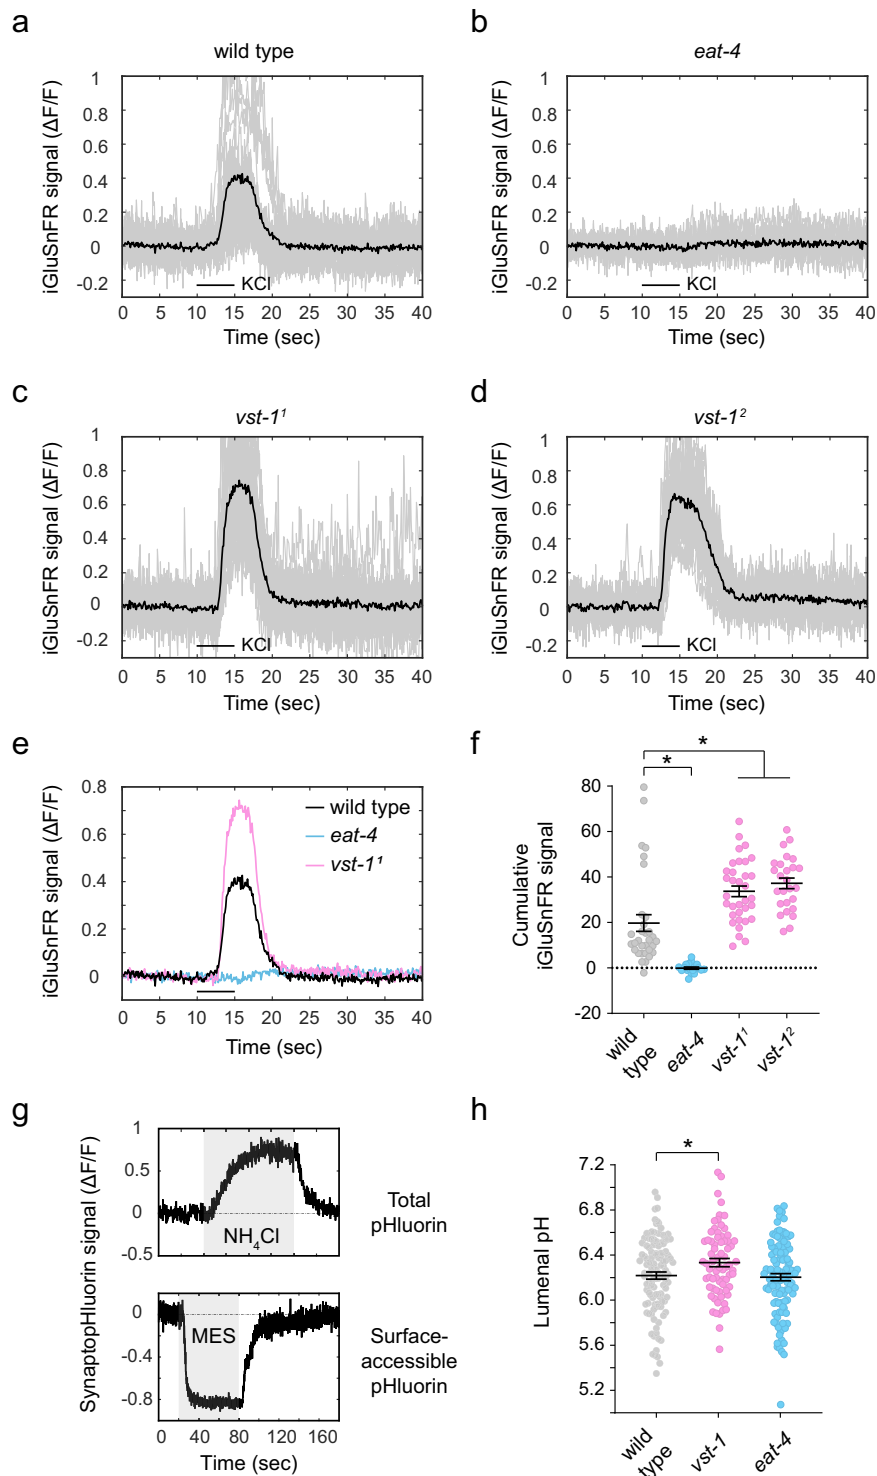 a
wild type
iGluSnFR signal (ΔF/F)
1
0.8
0.6
0.4
0.2
0
-0.2
KCl
0 5 10 15 20 25 30 35 40
Time (sec)
b
eat-4
iGluSnFR signal (ΔF/F)
1
0.8
0.6
0.4
0.2
0
-0.2
KCl
0 5 10 15 20 25 30 35 40
Time (sec)
c
vst-1¹
iGluSnFR signal (ΔF/F)
1
0.8
0.6
0.4
0.2
0
-0.2
KCl
0 5 10 15 20 25 30 35 40
Time (sec)
d
vst-1²
iGluSnFR signal (ΔF/F)
1
0.8
0.6
0.4
0.2
0
-0.2
KCl
0 5 10 15 20 25 30 35 40
Time (sec)
e
iGluSnFR signal (ΔF/F)
0.8
0.6
0.4
0.2
0
wild type
eat-4
vst-1¹
0 5 10 15 20 25 30 35 40
Time (sec)
f
*
*
Cumulative
iGluSnFR signal
80
60
40
20
0
-20
wild
type
eat-4
vst-1¹
vst-1²
g
SynaptopHluorin signal (ΔF/F)
1
0.5
0
-0.5
NH₄Cl
Total
pHluorin
0
-0.4
-0.8
MES
Surface-
accessible
pHluorin
0 40 80 120 160
Time (sec)
h
*
Lumenal pH
7.2
6.8
6.4
6.0
5.6
5.2
wild
type
vst-1
eat-4